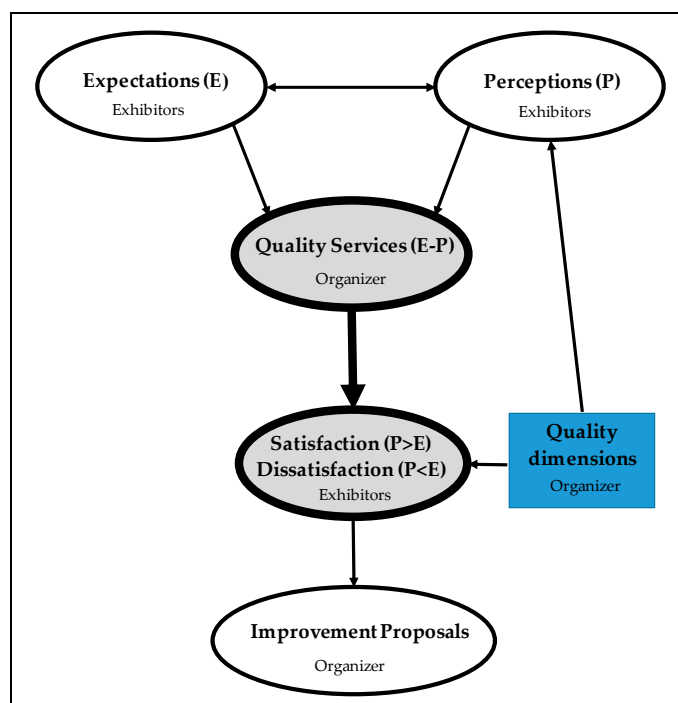 Expectations (E)
Exhibitors
Perceptions (P)
Exhibitors
Quality Services (E-P)
Organizer
Satisfaction (P>E)
Dissatisfaction (P<E)
Exhibitors
Quality
dimensions
Organizer
Improvement Proposals
Organizer